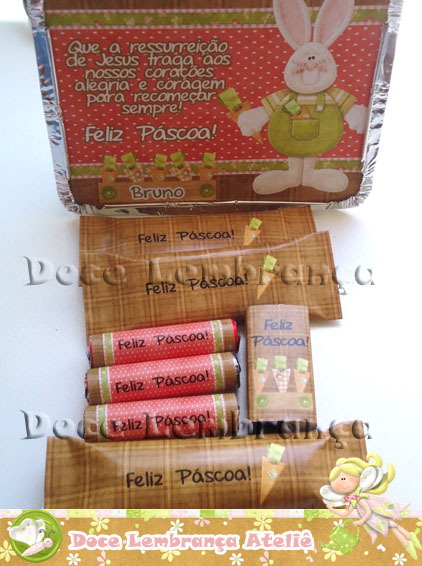 Que a ressurreição
de Jesus traga aos
nossos corações
alegria e coragem
para recomeçar
sempre!
Feliz Páscoa!
Bruno
Feliz Páscoa!
Doce Lembrança
Feliz Páscoa!
Feliz Páscoa!
Feliz
Páscoa!
Feliz Páscoa!
Feliz Páscoa!
Doce Lembrança
Feliz Páscoa!
Doce Lembrança Ateliê